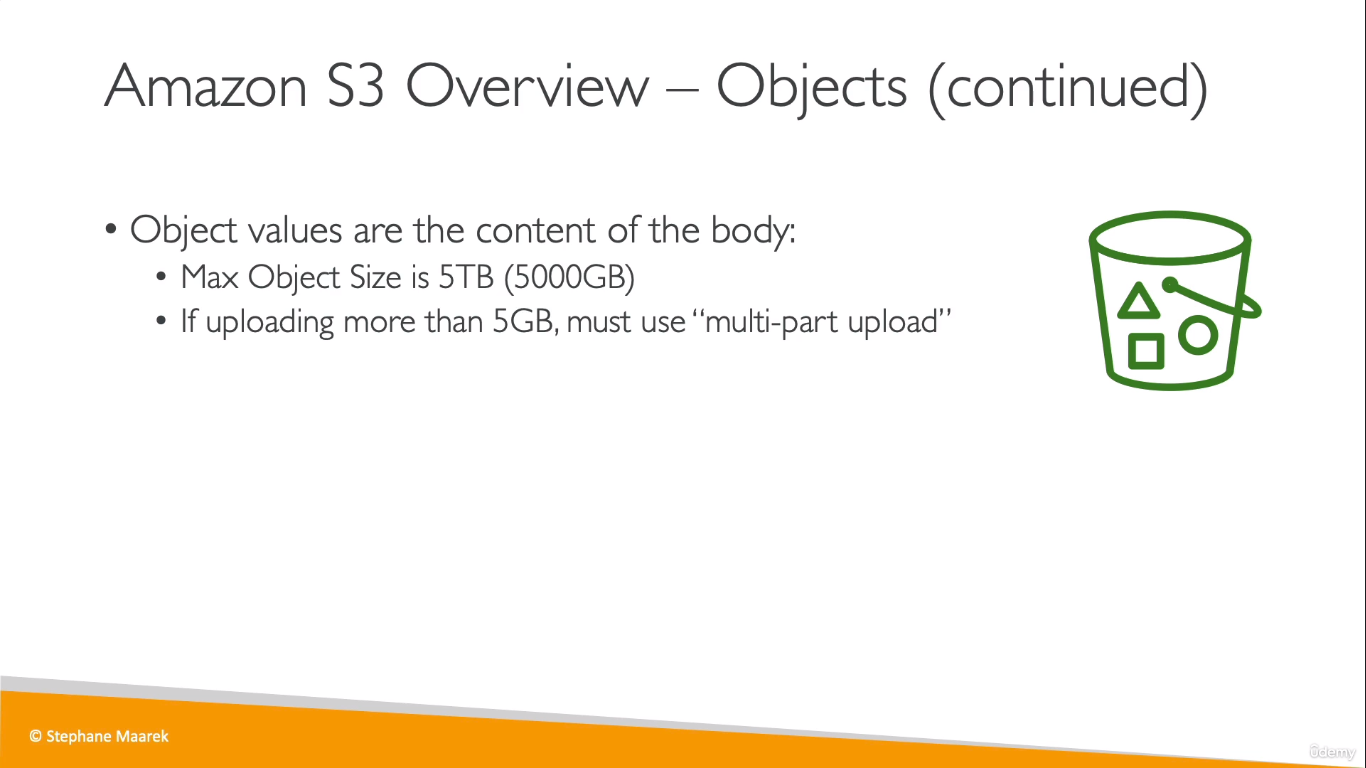 Amazon S3 Overview – Objects (continued)
• Object values are the content of the body:
• Max Object Size is 5TB (5000GB)
• If uploading more than 5GB, must use “multi-part upload”
© Stephane Maarek
ûdemy